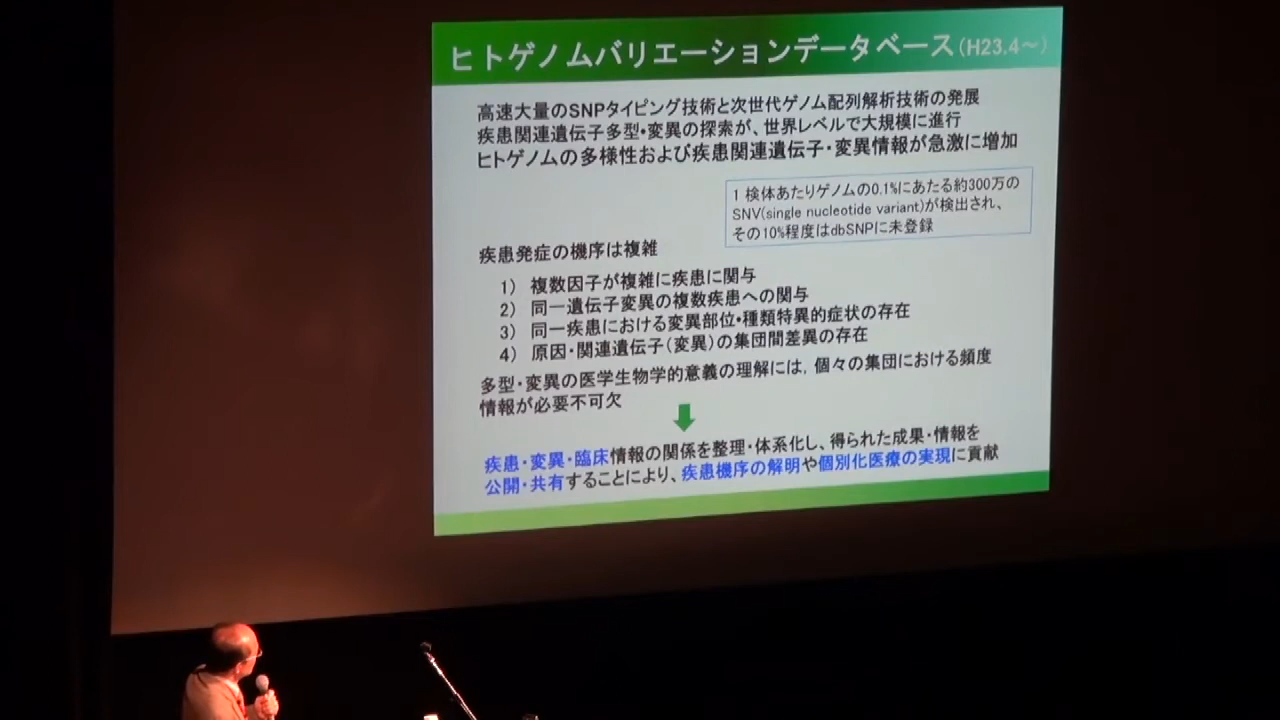 ヒトゲノムバリエーションデータベース(H23.4～)
高速大量のSNPタイピング技術と次世代ゲノム配列解析技術の発展
疾患関連遺伝子多型・変異の探索が、世界レベルで大規模に進行
ヒトゲノムの多様性および疾患関連遺伝子・変異情報が急激に増加
1 検体あたりゲノムの0.1%にあたる約300万の
SNV(single nucleotide variant)が検出され、
その10%程度はdbSNPに未登録
疾患発症の機序は複雑
1) 複数因子が複雑に疾患に関与
2) 同一遺伝子変異の複数疾患への関与
3) 同一疾患における変異部位・種類特異的症状の存在
4) 原因・関連遺伝子(変異)の集団間差異の存在
多型・変異の医学生物学的意義の理解には, 個々の集団における頻度
情報が必要不可欠
疾患・変異・臨床情報の関係を整理・体系化し、得られた成果・情報を
公開・共有することにより、疾患機序の解明や個別化医療の実現に貢献